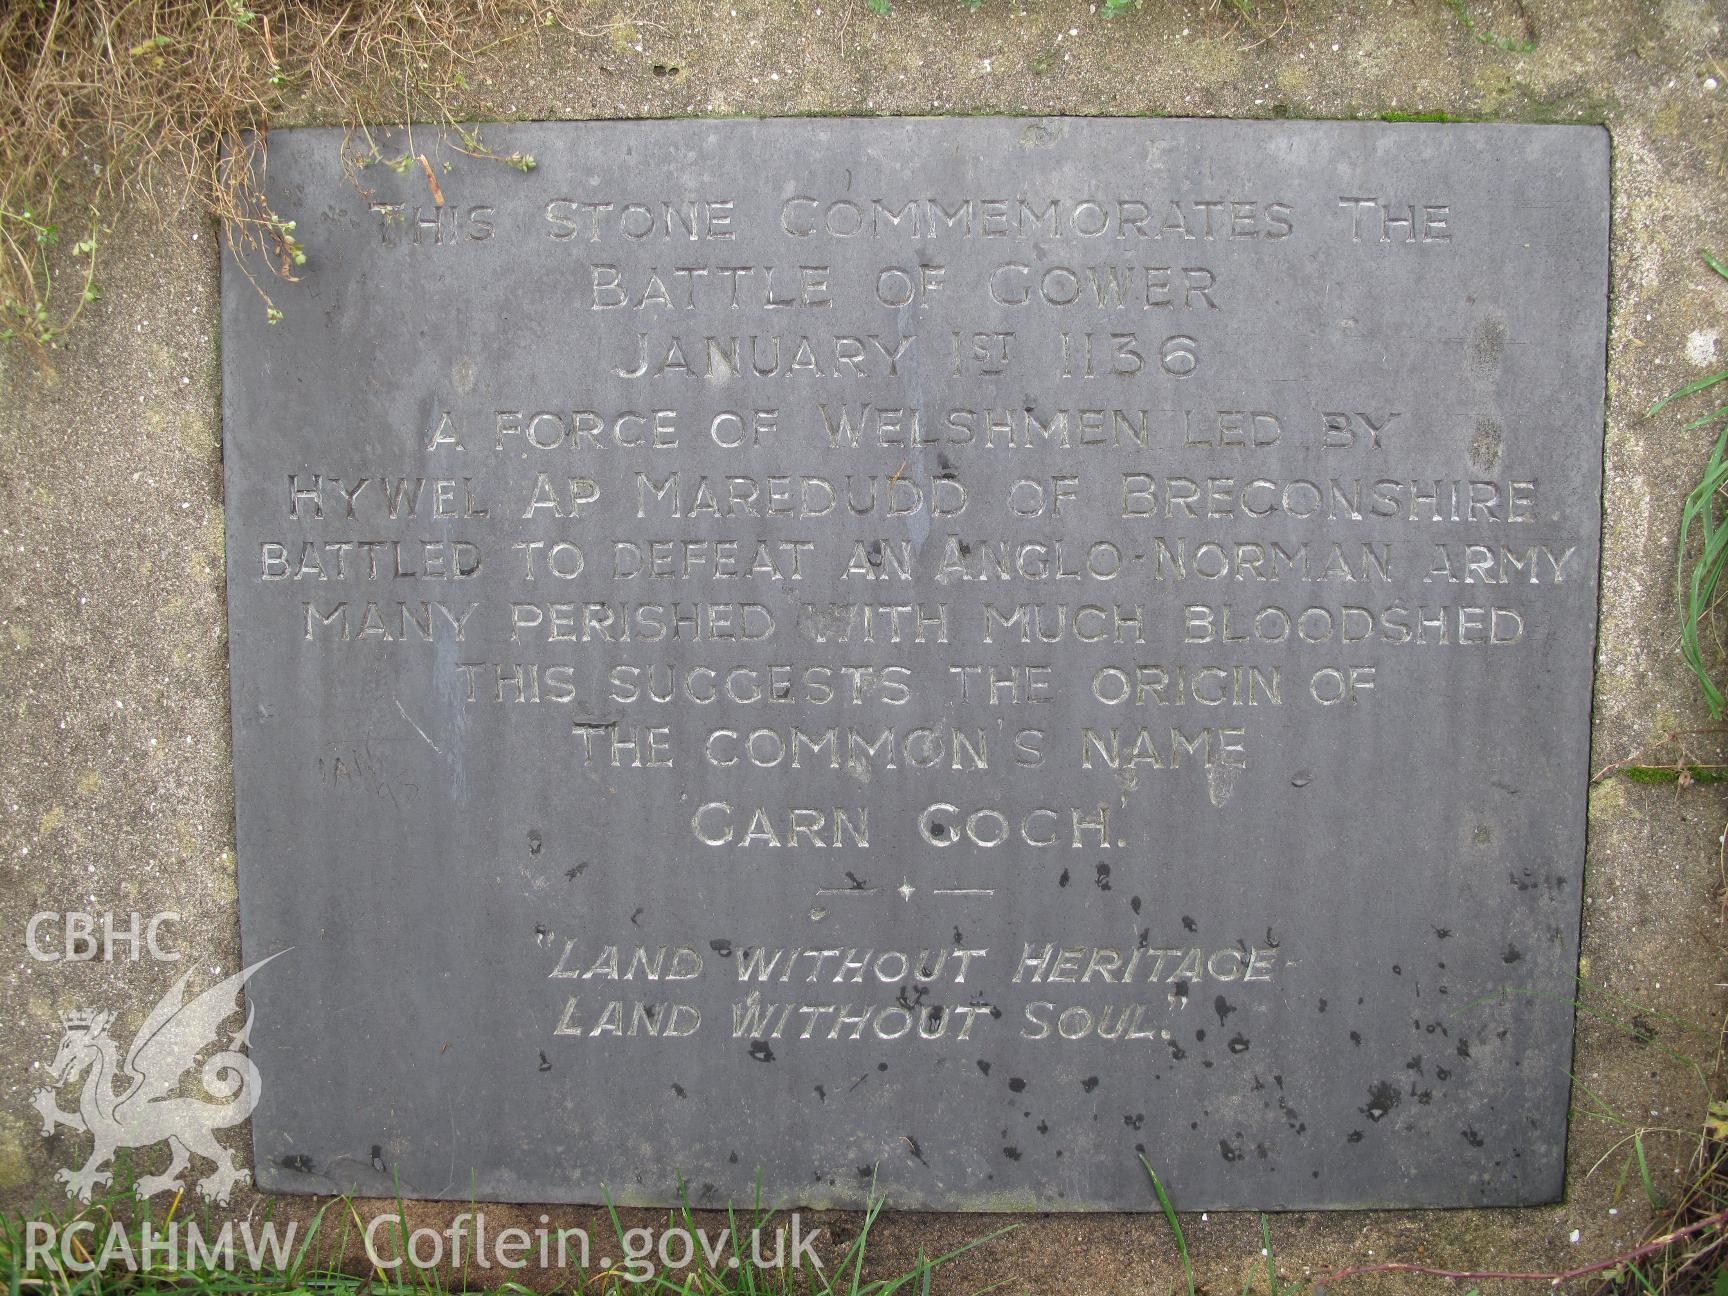 THIS STONE COMMEMORATES THE
BATTLE OF GOWER
JANUARY 1ST 1136
A FORCE OF WELSHMEN LED BY
HYWEL AP MAREDUDD OF BRECONSHIRE
BATTLED TO DEFEAT AN ANGLO-NORMAN ARMY
MANY PERISHED WITH MUCH BLOODSHED
THIS SUGGESTS THE ORIGIN OF
THE COMMON'S NAME
'GARN GOCH.'
"LAND WITHOUT HERITAGE-
LAND WITHOUT SOUL."
CBHC
RCAHMW Coflein.gov.uk